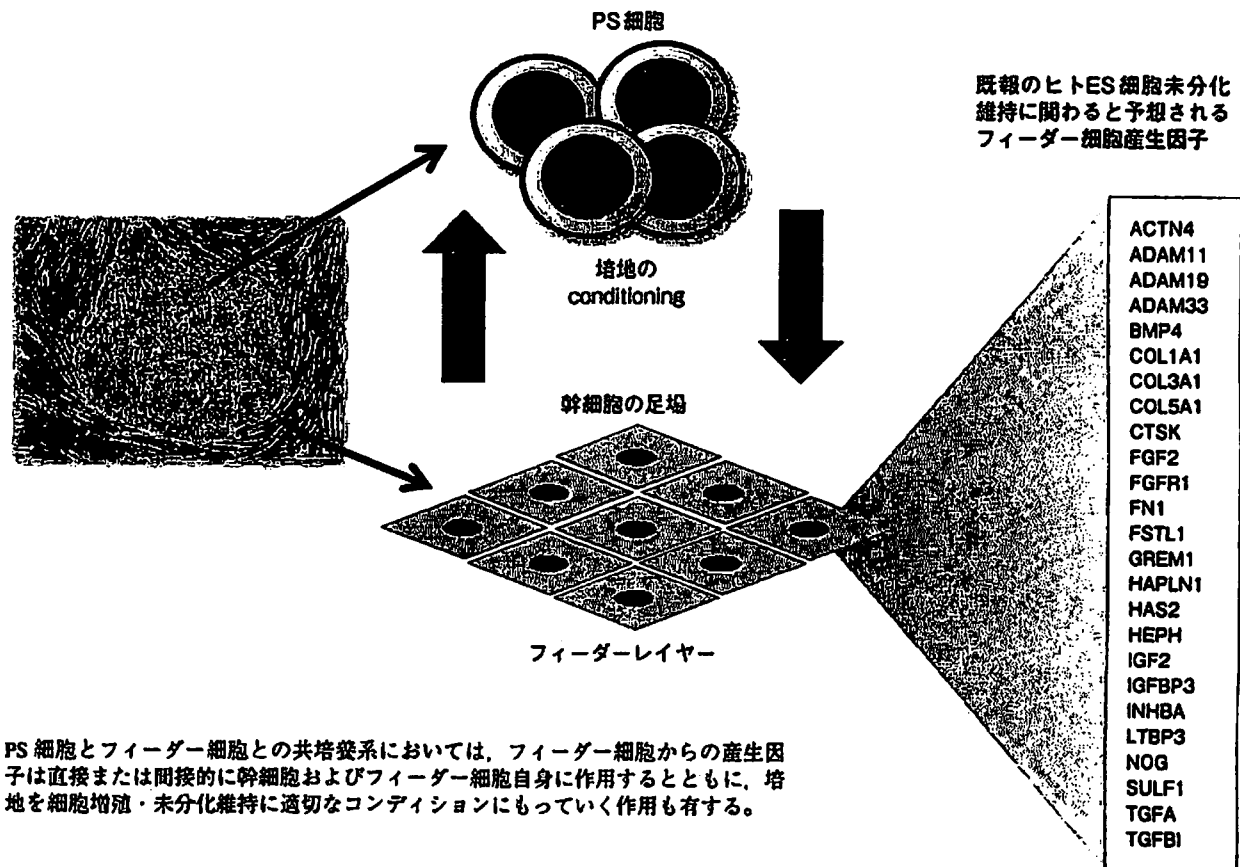 PS細胞
既報のヒトES細胞未分化
維持に関わると予想される
フィーダー細胞産生因子
培地の
conditioning
幹細胞の足場
フィーダーレイヤー
ACTN4
ADAM11
ADAM19
ADAM33
BMP4
COL1A1
COL3A1
COL5A1
CTSK
FGF2
FGFR1
FN1
FSTL1
GREM1
HAPLN1
HAS2
HEPH
IGF2
IGFBP3
INHBA
LTBP3
NOG
SULF1
TGFA
TGFBI
PS細胞とフィーダー細胞との共培養系においては，フィーダー細胞からの産生因
子は直接または間接的に幹細胞およびフィーダー細胞自身に作用するとともに，培
地を細胞増殖・未分化維持に適切なコンディションにもっていく作用も有する。